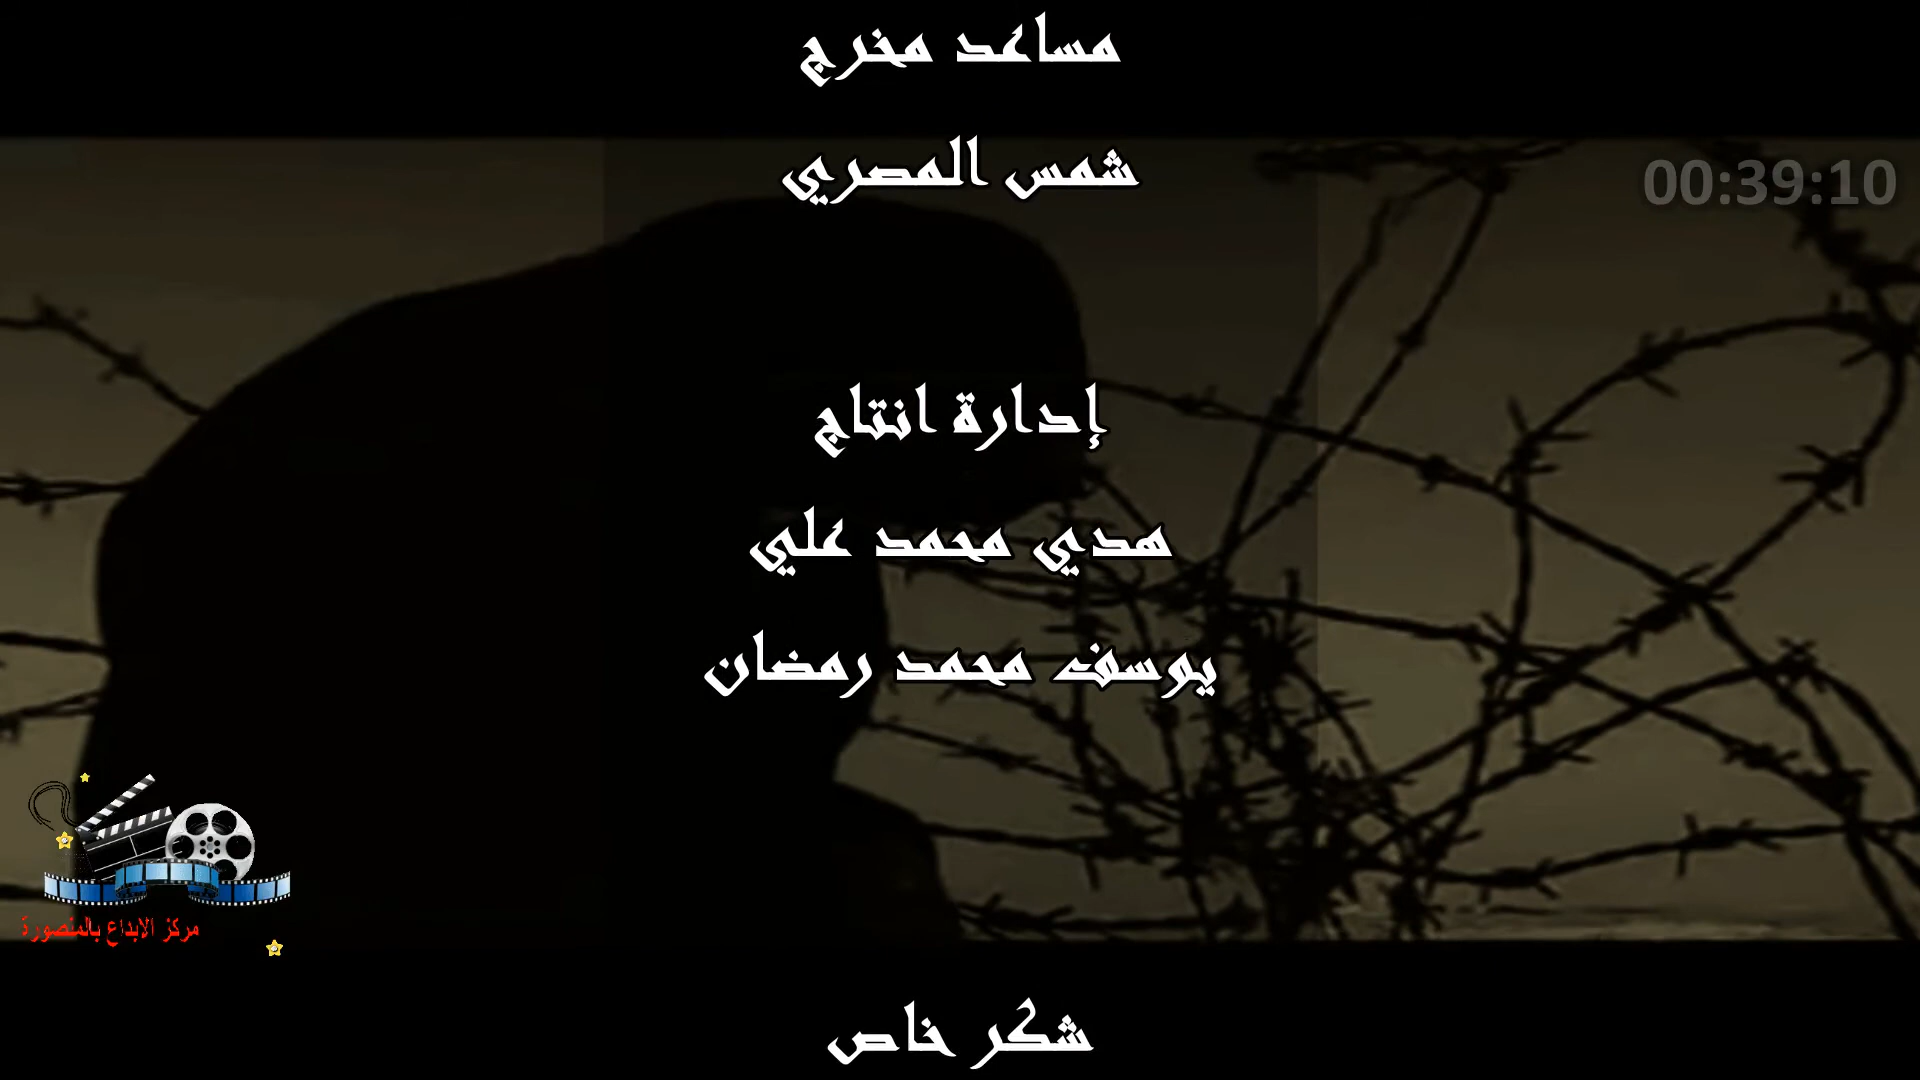 مساعد مخرج
شمس المصري
00:39:10
إدارة انتاج
هدي محمد علي
يوسف محمد رمضان
مركز الابداع بالمنصورة
شكر خاص